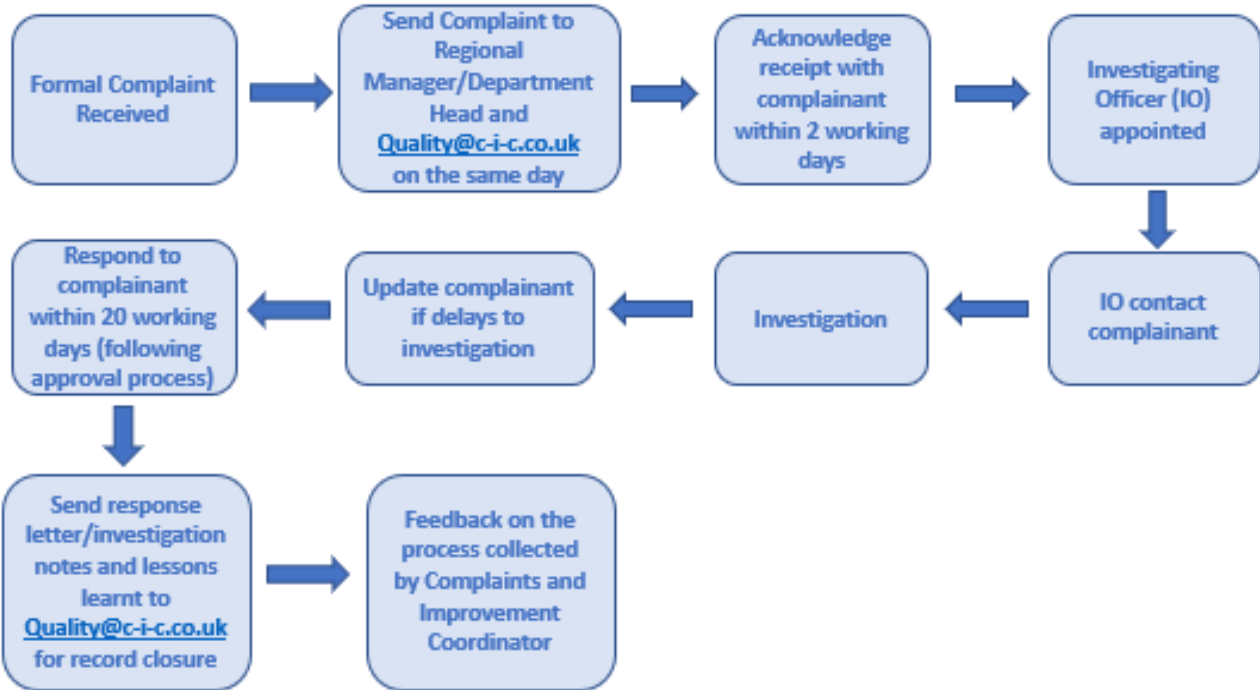 Formal Complaint
Received
Send Complaint to
Regional
Manager/Department
Head and
Quality@c-i-c.co.uk
on the same day
Acknowledge
receipt with
complainant
within 2 working
days
Investigating
Officer (IO)
appointed
IO contact
complainant
Investigation
Update complainant
if delays to
investigation
Respond to
complainant
within 20 working
days (following
approval process)
Send response
letter/investigation
notes and lessons
learnt to
Quality@c-i-c.co.uk
for record closure
Feedback on the
process collected
by Complaints and
Improvement
Coordinator